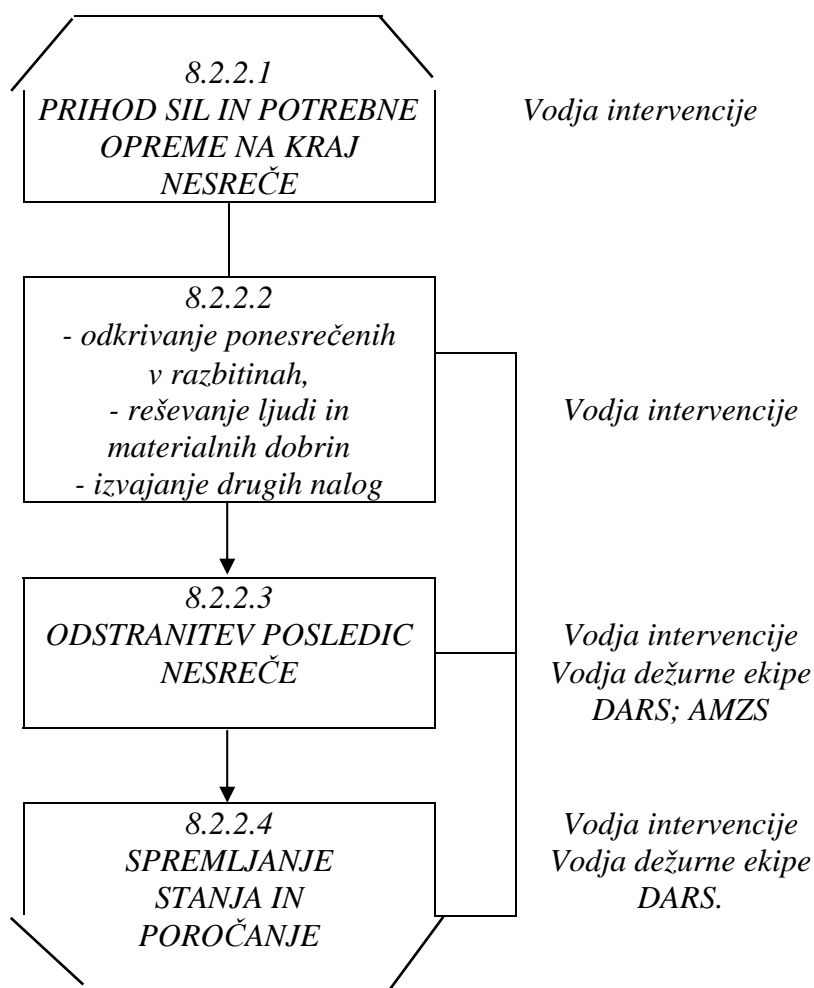 8.2.2.1
PRIHOD SIL IN POTREBNE
OPREME NA KRAJ
NESREČE
Vodja intervencije
8.2.2.2
- odkrivanje ponesrečenih
v razbitinah,
- reševanje ljudi in
materialnih dobrin
- izvajanje drugih nalog
Vodja intervencije
8.2.2.3
ODSTRANITEV POSLEDIC
NESREČE
Vodja intervencije
Vodja dežurne ekipe
DARS; AMZS
8.2.2.4
SPREMLJANJE
STANJA IN
POROČANJE
Vodja intervencije
Vodja dežurne ekipe
DARS.